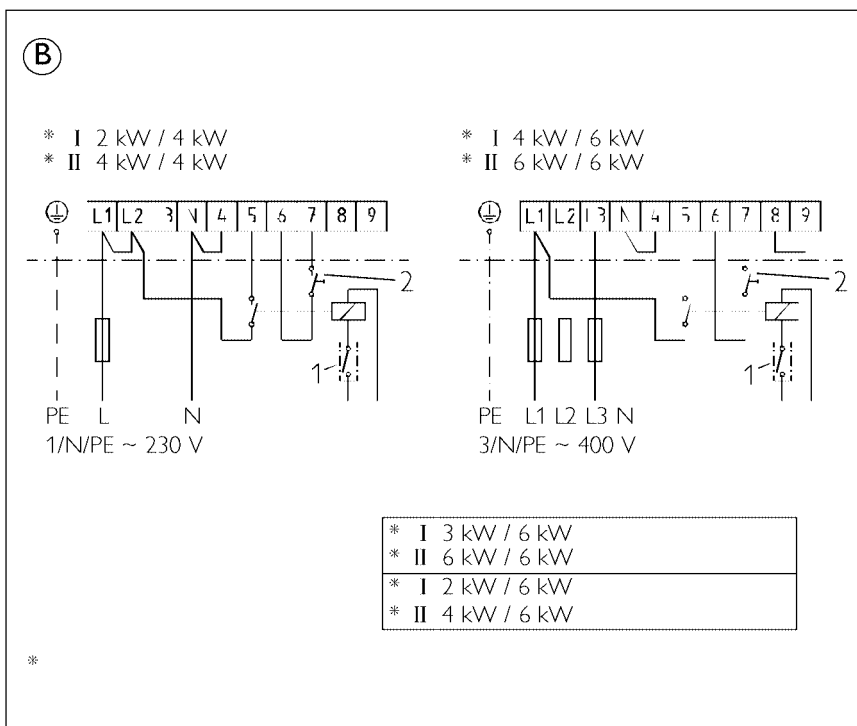 B
* I 2 kW / 4 kW
* II 4 kW / 4 kW
L1 L2 3 N 4 5 6 7 8 9
2
1
PE L N
1/N/PE ~ 230 V
* I 4 kW / 6 kW
* II 6 kW / 6 kW
L1 L2 L3 N 4 5 6 7 8 9
2
1
PE L1 L2 L3 N
3/N/PE ~ 400 V
* I 3 kW / 6 kW
* II 6 kW / 6 kW
* I 2 kW / 6 kW
* II 4 kW / 6 kW
*